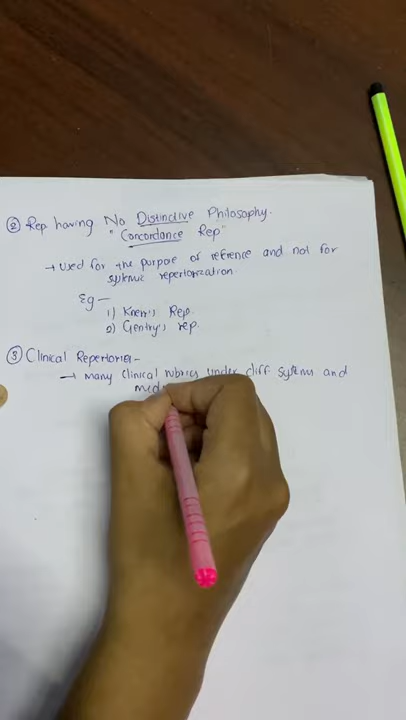 ② Rep having No Distinctive Philosophy.
"Concordance Rep"
→ Used for the purpose of reference and not for
systemic repertorization.
Eg —
1) Knerr's Rep.
2) Gentry's rep.
③ Clinical Repertories-
→ Many clinical rubrics under diff systems and